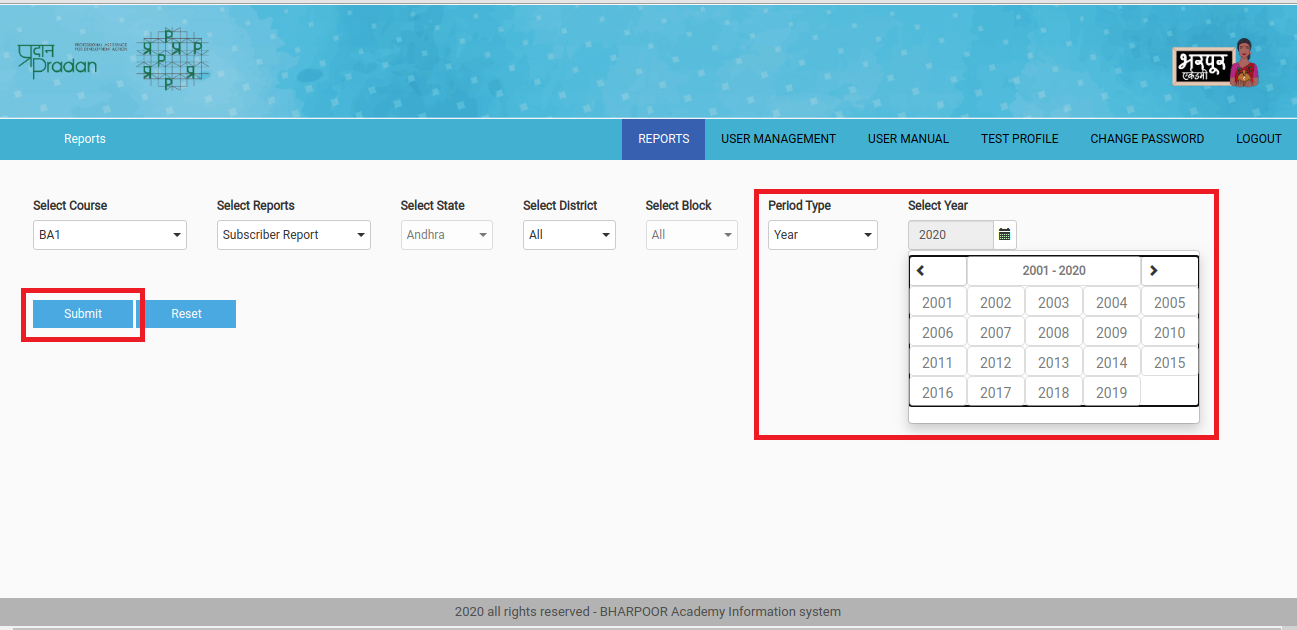 प्रदान
Pradan
PROFESSIONAL ASSISTANCE
FOR DEVELOPMENT ACTION
P
P P P P
P
P P
P
भरपूर
एकेडमी
Reports
REPORTS USER MANAGEMENT USER MANUAL TEST PROFILE CHANGE PASSWORD LOGOUT
Select Course Select Reports Select State Select District Select Block Period Type Select Year
BA1 Subscriber Report Andhra All All Year 2020
2001 - 2020
2001 2002 2003 2004 2005
2006 2007 2008 2009 2010
2011 2012 2013 2014 2015
2016 2017 2018 2019
Submit Reset
2020 all rights reserved - BHARPOOR Academy Information system